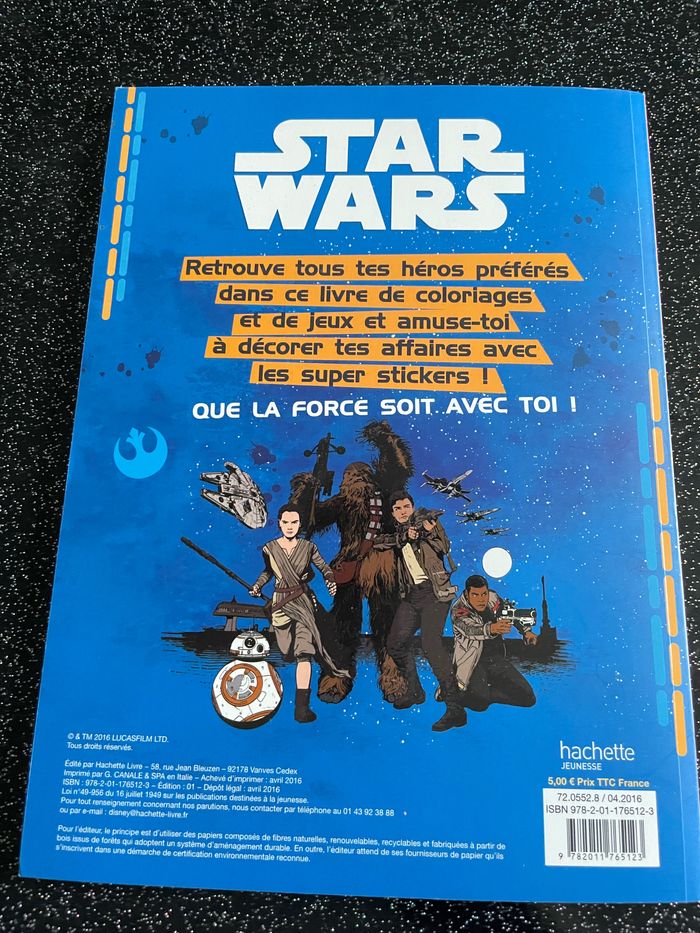 STAR
WARS
Retrouve tous tes héros préférés
dans ce livre de coloriages
et de jeux et amuse-toi
à décorer tes affaires avec
les super stickers !
QUE LA FORCE SOIT AVEC TOI !
© & TM 2016 LUCASFILM LTD.
Tous droits réservés.
Édité par Hachette Livre – 58, rue Jean Bleuzen – 92178 Vanves Cedex
Imprimé par G. CANALE & SPA en Italie – Achevé d'imprimer : avril 2016
ISBN : 978-2-01-176512-3 – Édition : 01 – Dépôt légal : avril 2016
Loi n°49-956 du 16 juillet 1949 sur les publications destinées à la jeunesse.
Pour tout renseignement concernant nos parutions, nous contacter par téléphone au 01 43 92 38 88
ou par e-mail : disney@hachette-livre.fr
Pour l'éditeur, le principe est d'utiliser des papiers composés de fibres naturelles, renouvelables, recyclables et fabriquées à partir de
bois issus de forêts qui adoptent un système d'aménagement durable. En outre, l'éditeur attend de ses fournisseurs de papier qu'ils
s'inscrivent dans une démarche de certification environnementale reconnue.
hachette
JEUNESSE
5,00 € Prix TTC France
72.0552.8 / 04.2016
ISBN 978-2-01-176512-3
9 782011 765123